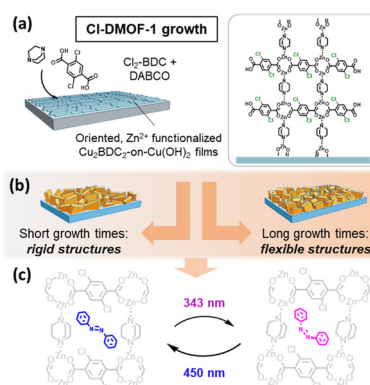 (a)
Cl-DMOF-1 growth
Cl₂-BDC +
DABCO
Oriented, Zn²⁺ functionalized
Cu₂BDC₂-on-Cu(OH)₂ films
(b)
Short growth times:
rigid structures
Long growth times:
flexible structures
(c)
343 nm
450 nm